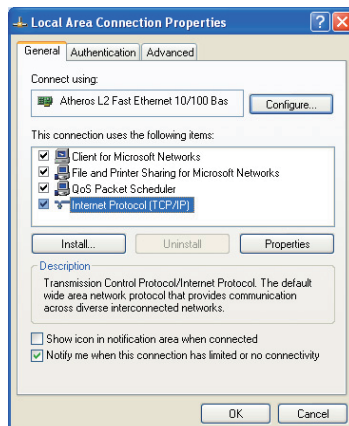 Local Area Connection Properties
General Authentication Advanced
Connect using:
Atheros L2 Fast Ethernet 10/100 Bas Configure...
This connection uses the following items:
Client for Microsoft Networks
File and Printer Sharing for Microsoft Networks
QoS Packet Scheduler
Internet Protocol (TCP/IP)
Install... Uninstall Properties
Description
Transmission Control Protocol/Internet Protocol. The default
wide area network protocol that provides communication
across diverse interconnected networks.
Show icon in notification area when connected
Notify me when this connection has limited or no connectivity
OK Cancel